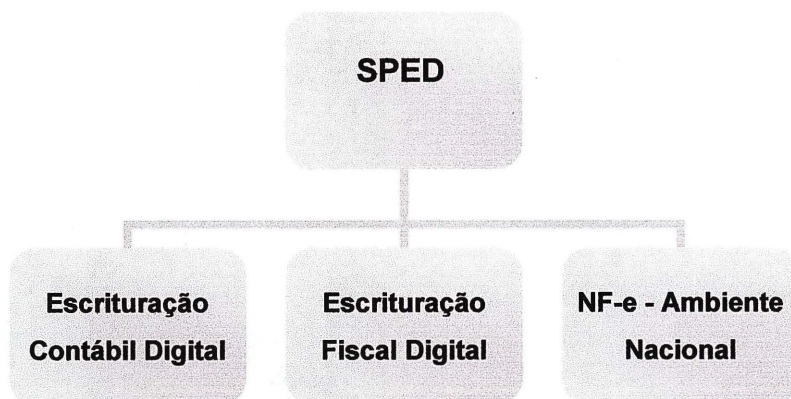 SPED
Escrituração
Contábil Digital
Escrituração
Fiscal Digital
NF-e - Ambiente
Nacional